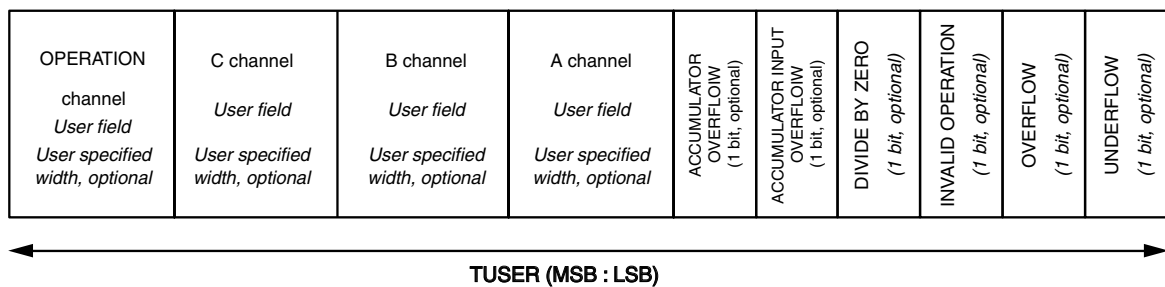 OPERATION
channel
User field
User specified
width, optional
C channel
User field
User specified
width, optional
B channel
User field
User specified
width, optional
A channel
User field
User specified
width, optional
ACCUMULATOR
OVERFLOIW
(1 bit, optional)
ACCUMULATOR INPUT
OVERFLOIW
(1 bit, optional)
DIVIDE BY ZERO
(1 bit, optional)
INVALID OPERATION
(1 bit, optional)
OVERFLOW
(1 bit, optional)
UNDERFLOW
(1 bit, optional)
TUSER (MSB : LSB)